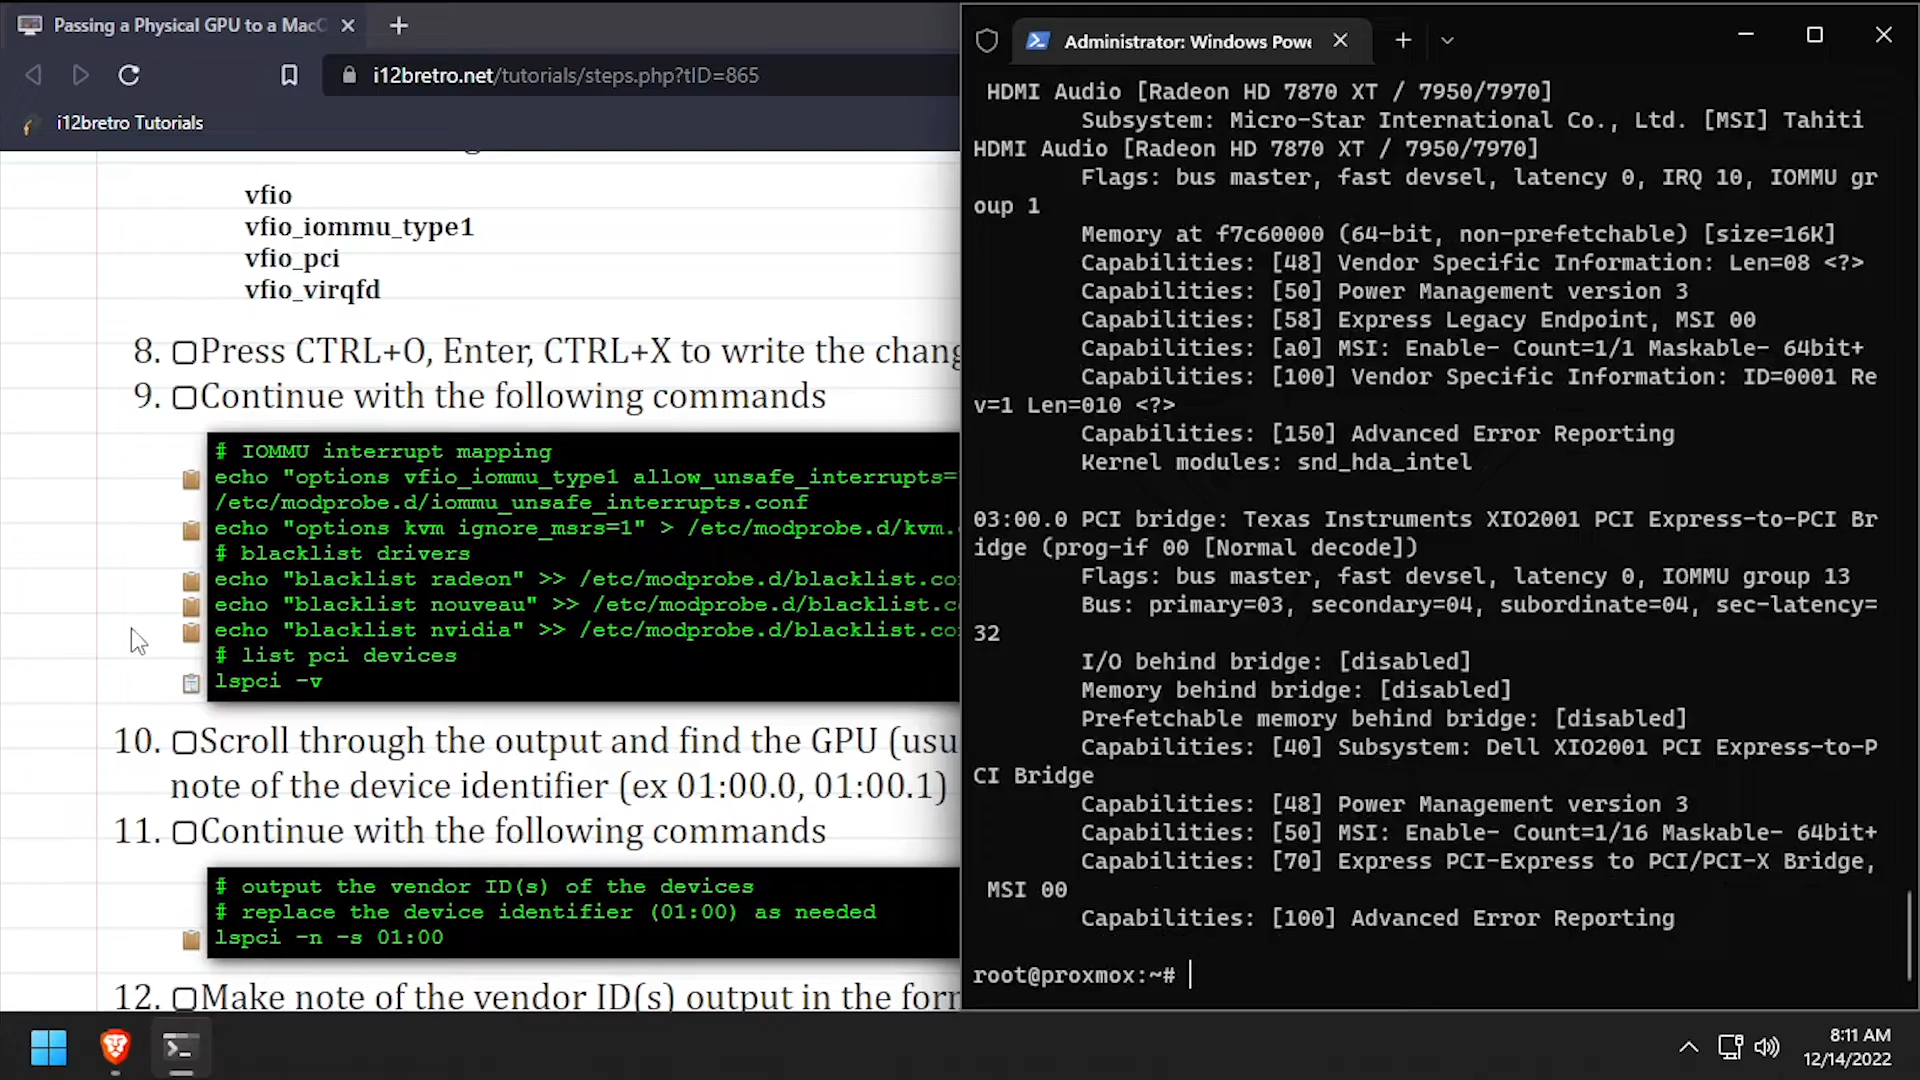 Passing a Physical GPU to a MacO
i12bretro.net/tutorials/steps.php?tID=865
i12bretro Tutorials
vfio
vfio_iommu_type1
vfio_pci
vfio_virqfd
8. Press CTRL+O, Enter, CTRL+X to write the chang
9. Continue with the following commands
# IOMMU interrupt mapping
echo "options vfio_iommu_type1 allow_unsafe_interrupts=
/etc/modprobe.d/iommu_unsafe_interrupts.conf
echo "options kvm ignore_msrs=1" > /etc/modprobe.d/kvm.
# blacklist drivers
echo "blacklist radeon" >> /etc/modprobe.d/blacklist.co
echo "blacklist nouveau" >> /etc/modprobe.d/blacklist.c
echo "blacklist nvidia" >> /etc/modprobe.d/blacklist.co
# list pci devices
lspci -v
10. Scroll through the output and find the GPU (usu
note of the device identifier (ex 01:00.0, 01:00.1)
11. Continue with the following commands
# output the vendor ID(s) of the devices
# replace the device identifier (01:00) as needed
lspci -n -s 01:00
12. Make note of the vendor ID(s) output in the for
Administrator: Windows Powe
HDMI Audio [Radeon HD 7870 XT / 7950/7970]
Subsystem: Micro-Star International Co., Ltd. [MSI] Tahiti
HDMI Audio [Radeon HD 7870 XT / 7950/7970]
Flags: bus master, fast devsel, latency 0, IRQ 10, IOMMU gr
oup 1
Memory at f7c60000 (64-bit, non-prefetchable) [size=16K]
Capabilities: [48] Vendor Specific Information: Len=08 <?>
Capabilities: [50] Power Management version 3
Capabilities: [58] Express Legacy Endpoint, MSI 00
Capabilities: [a0] MSI: Enable- Count=1/1 Maskable- 64bit+
Capabilities: [100] Vendor Specific Information: ID=0001 Re
v=1 Len=010 <?>
Capabilities: [150] Advanced Error Reporting
Kernel modules: snd_hda_intel
03:00.0 PCI bridge: Texas Instruments XIO2001 PCI Express-to-PCI Br
idge (prog-if 00 [Normal decode])
Flags: bus master, fast devsel, latency 0, IOMMU group 13
Bus: primary=03, secondary=04, subordinate=04, sec-latency=
32
I/O behind bridge: [disabled]
Memory behind bridge: [disabled]
Prefetchable memory behind bridge: [disabled]
Capabilities: [40] Subsystem: Dell XIO2001 PCI Express-to-P
CI Bridge
Capabilities: [48] Power Management version 3
Capabilities: [50] MSI: Enable- Count=1/16 Maskable- 64bit+
Capabilities: [70] Express PCI-Express to PCI/PCI-X Bridge,
MSI 00
Capabilities: [100] Advanced Error Reporting
root@proxmox:~#
8:11 AM
12/14/2022